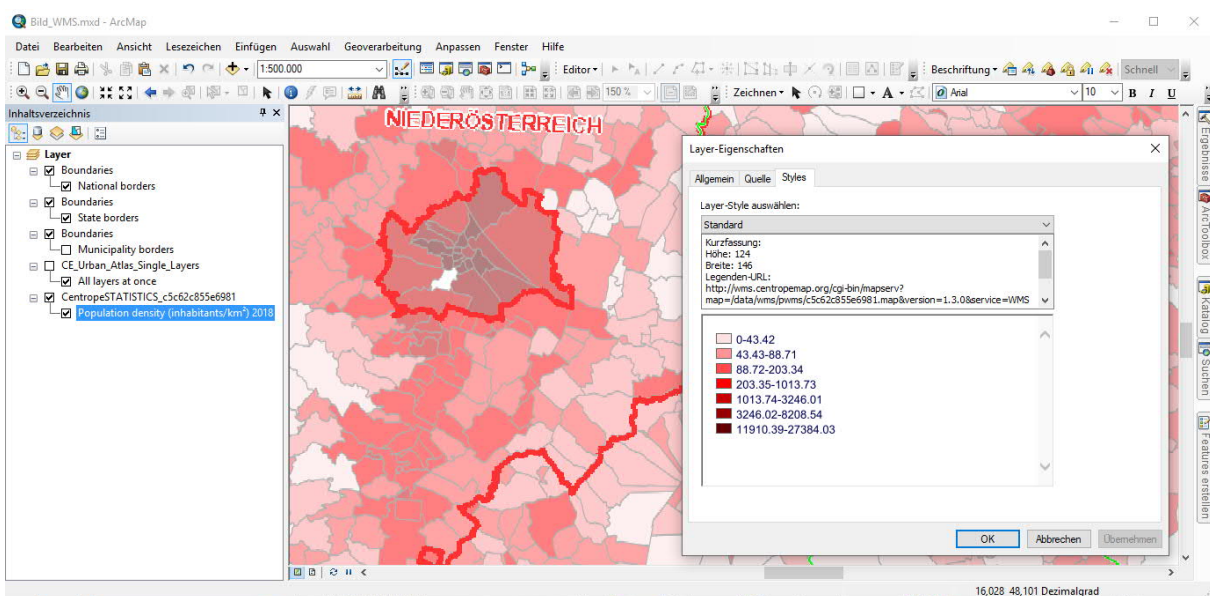 Bild_WMS.mxd - ArcMap
Datei Bearbeiten Ansicht Lesezeichen Einfügen Auswahl Geoverarbeitung Anpassen Fenster Hilfe
1:500.000 Editor Beschriftung Schnell
150 % Zeichnen A Arial 10 B I U
Inhaltsverzeichnis
Layer
Boundaries
National borders
Boundaries
State borders
Boundaries
Municipality borders
CE_Urban_Atlas_Single_Layers
All layers at once
CentropeSTATISTICS_c5c62c855e6981
Population density (inhabitants/km²) 2018
NIEDERÖSTERREICH
Layer-Eigenschaften
Allgemein Quelle Styles
Layer-Style auswählen:
Standard
Kurzfassung:
Höhe: 124
Breite: 146
Legenden-URL:
http://wms.centropemap.org/cgi-bin/mapserv?
map=/data/wms/pwms/c5c62c855e6981.map&version=1.3.0&service=WMS
0-43.42
43.43-88.71
88.72-203.34
203.35-1013.73
1013.74-3246.01
3246.02-8208.54
11910.39-27384.03
OK Abbrechen Übernehmen
Ergebnisse
ArcToolbox
Katalog
Suchen
Features erstellen
16,028 48,101 Dezimalgrad